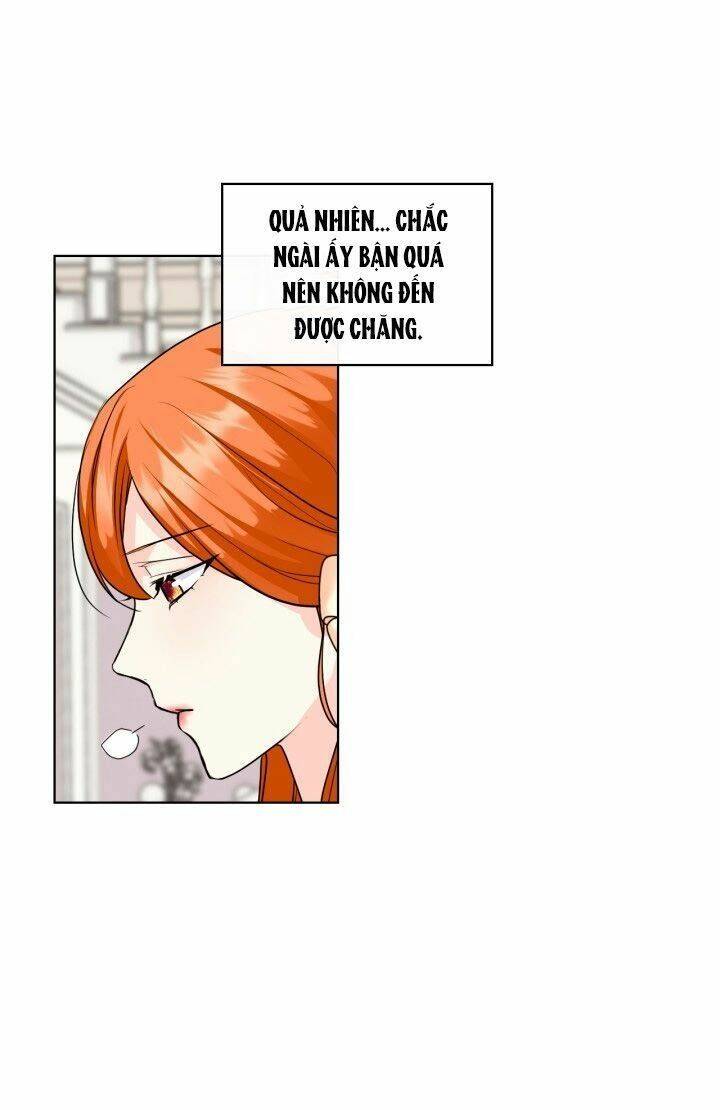 QUẢ NHIÊN... CHẮC
NGÀI ẤY BẬN QUÁ
NÊN KHÔNG ĐẾN
ĐƯỢC CHĂNG.